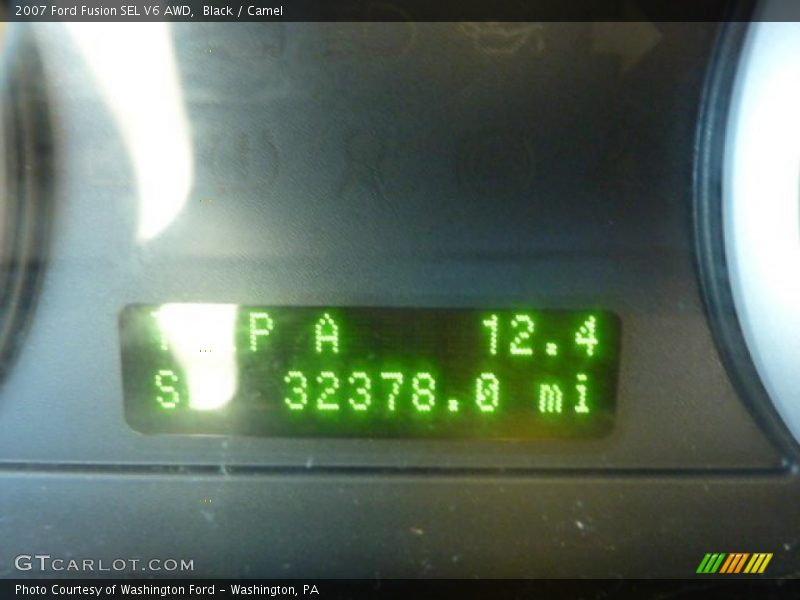 2007 Ford Fusion SEL V6 AWD, Black / Camel
P A 12.4
S 32378.0 mi
GTCARLOT.COM
Photo Courtesy of Washington Ford - Washington, PA